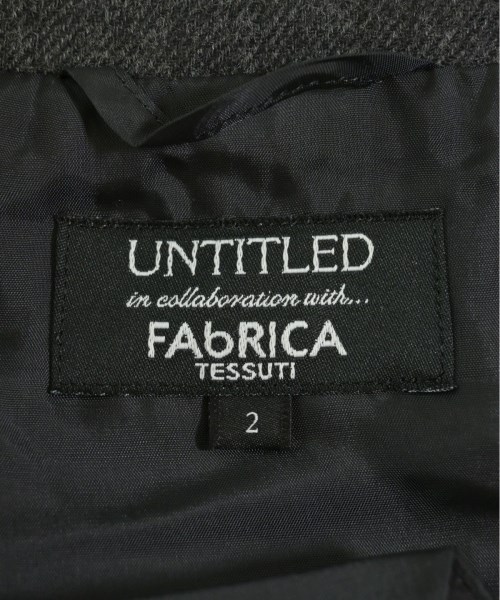 UNTITLED
in collaboration with...
FAbRICA
TESSUTI
2